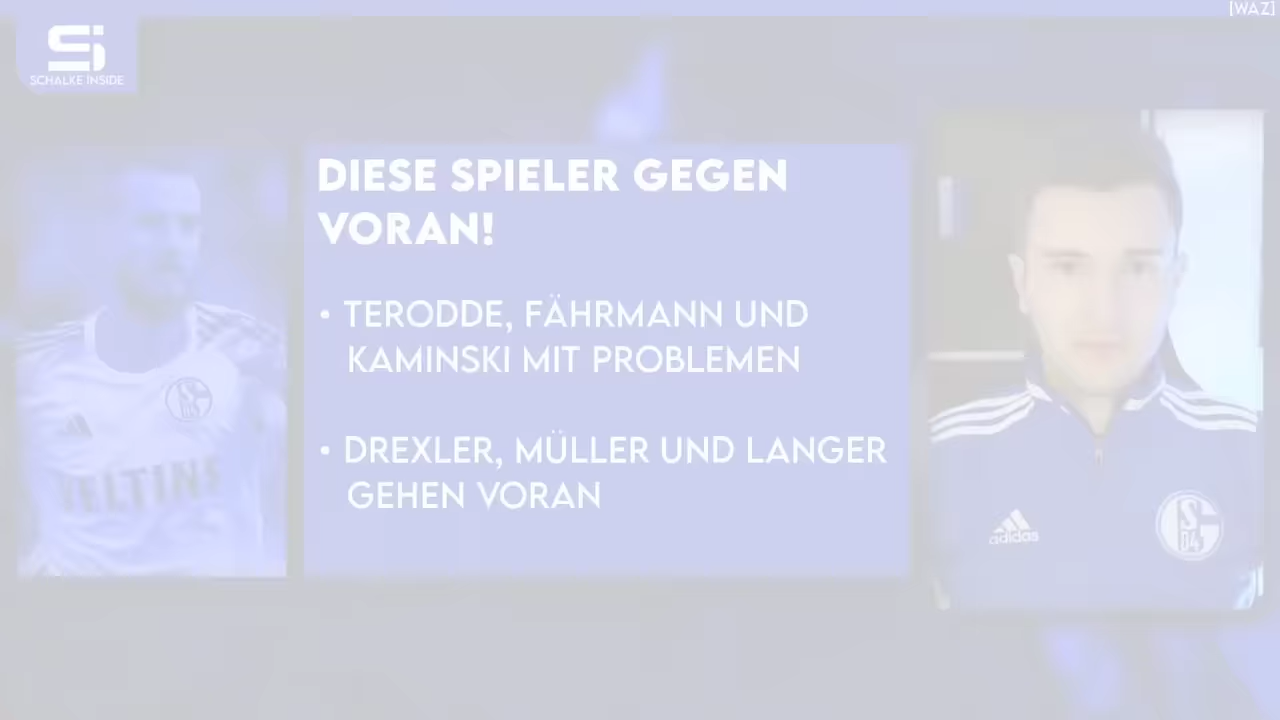 [WAZ]
SCHALKE INSIDE
DIESE SPIELER GEGEN
VORAN!
• TERODDE, FÄHRMANN UND
KAMINSKI MIT PROBLEMEN
• DREXLER, MÜLLER UND LANGER
GEHEN VORAN
VELTINS
adidas
S04